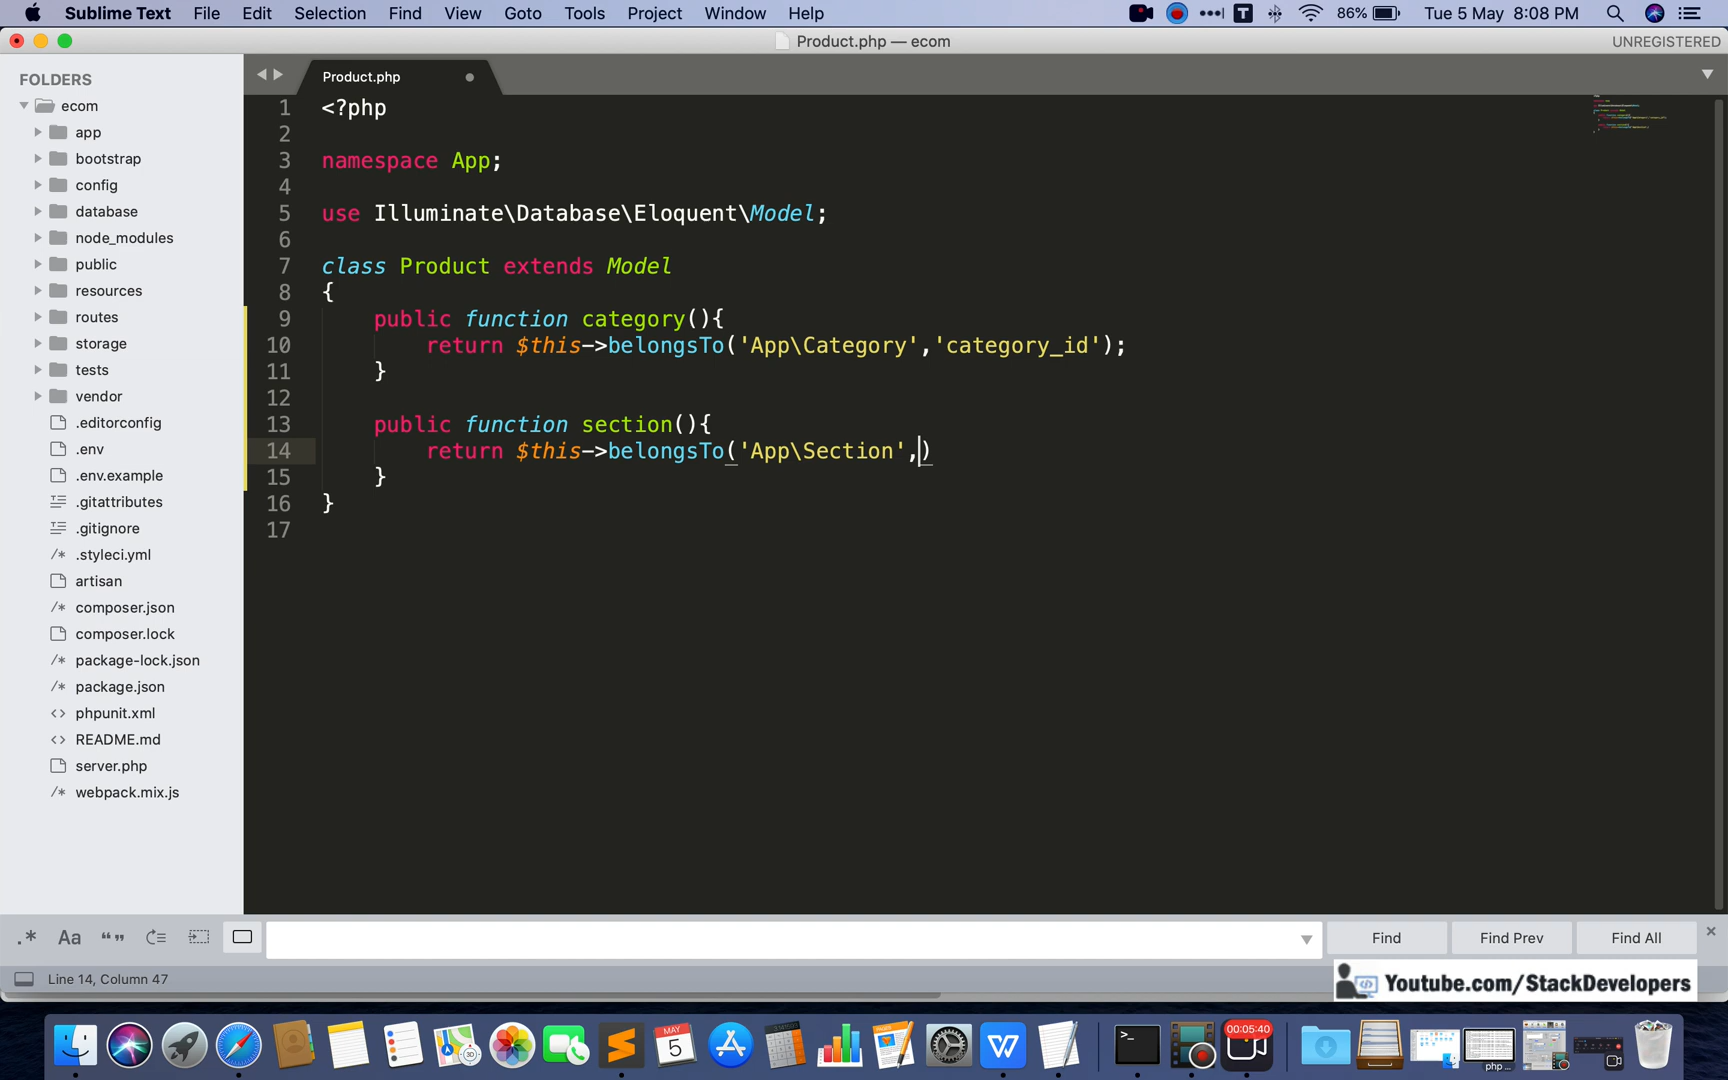 Sublime Text File Edit Selection Find View Goto Tools Project Window Help 86% Tue 5 May 8:08 PM
Product.php — ecom UNREGISTERED
FOLDERS
ecom
app
bootstrap
config
database
node_modules
public
resources
routes
storage
tests
vendor
.editorconfig
.env
.env.example
.gitattributes
.gitignore
/* .styleci.yml
artisan
/* composer.json
composer.lock
/* package-lock.json
/* package.json
<> phpunit.xml
<> README.md
server.php
/* webpack.mix.js
Product.php
1 <?php
2
3 namespace App;
4
5 use Illuminate\Database\Eloquent\Model;
6
7 class Product extends Model
8 {
9 public function category(){
10 return $this->belongsTo('App\Category','category_id');
11 }
12
13 public function section(){
14 return $this->belongsTo('App\Section',)
15 }
16 }
17
.* Aa “” Find Find Prev Find All
Line 14, Column 47
Youtube.com/StackDevelopers
MAY
5
00:05:40
php ...